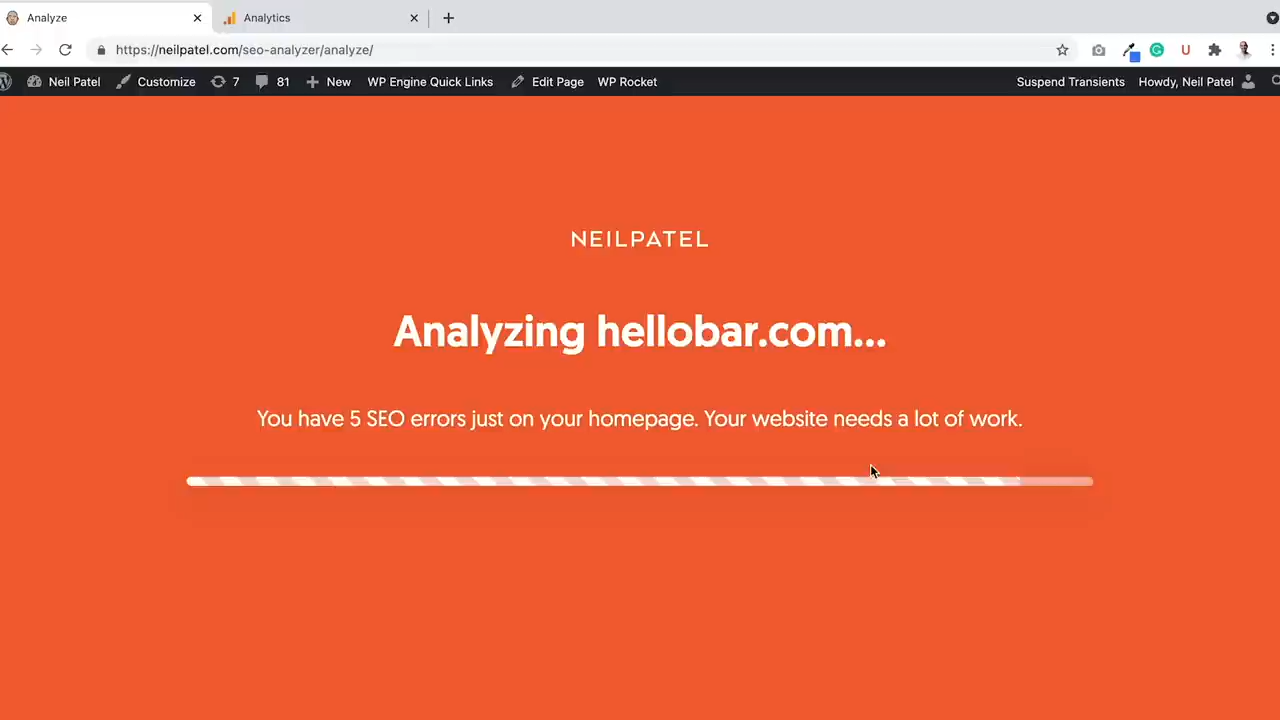 Analyze
Analytics
https://neilpatel.com/seo-analyzer/analyze/
Neil Patel Customize 7 81 New WP Engine Quick Links Edit Page WP Rocket Suspend Transients Howdy, Neil Patel
NEILPATEL
Analyzing hellobar.com...
You have 5 SEO errors just on your homepage. Your website needs a lot of work.